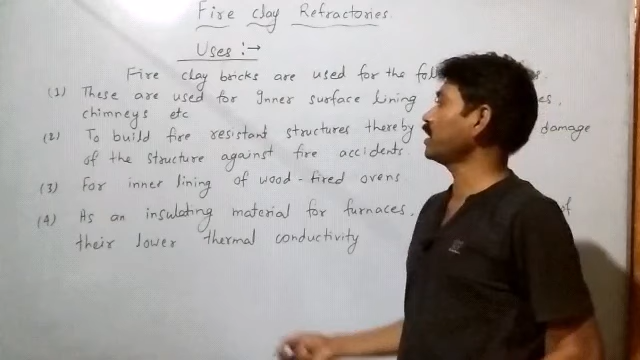 Fire clay Refractories
Uses :→
Fire clay bricks are used for the
(1) These are used for Inner surface lining
chimneys etc
(2) To build fire resistant structures thereby damage
of the structure against fire accidents.
(3) For inner lining of wood-fired ovens
(4) As an insulating material for furnaces, of
their lower thermal conductivity